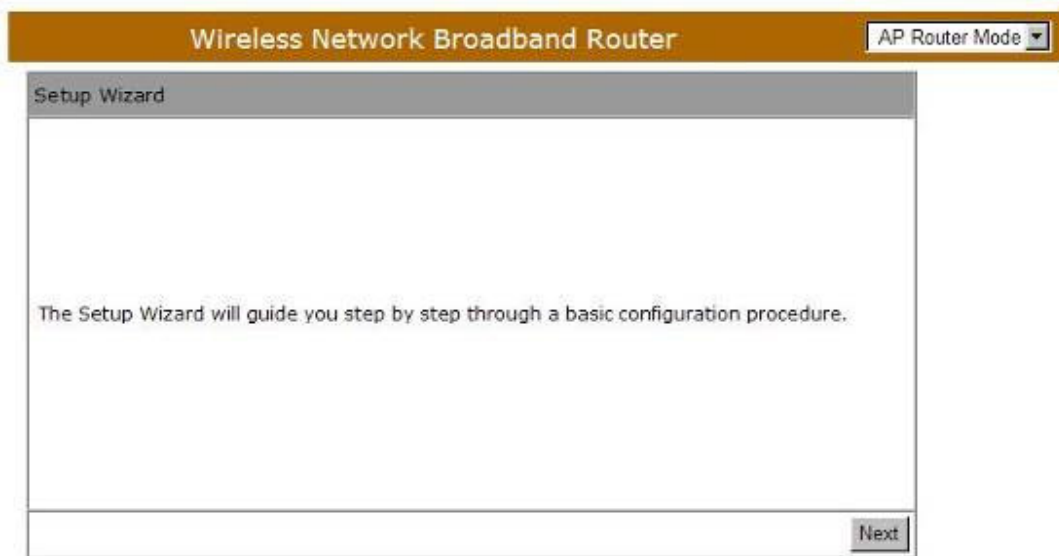 Wireless Network Broadband Router
AP Router Mode
Setup Wizard
The Setup Wizard will guide you step by step through a basic configuration procedure.
Next